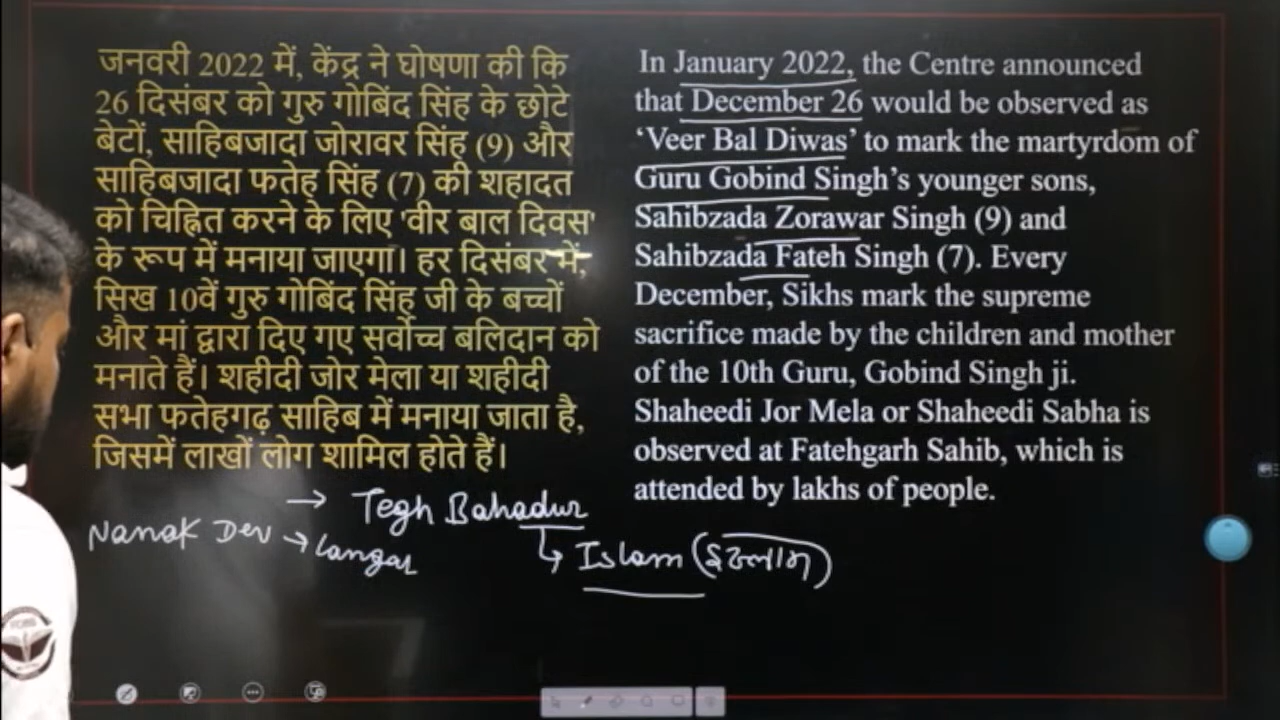 जनवरी 2022 में, केंद्र ने घोषणा की कि
26 दिसंबर को गुरु गोबिंद सिंह के छोटे
बेटों, साहिबजादा जोरावर सिंह (9) और
साहिबजादा फतेह सिंह (7) की शहादत
को चिह्नित करने के लिए 'वीर बाल दिवस'
के रूप में मनाया जाएगा। हर दिसंबर में,
सिख 10वें गुरु गोबिंद सिंह जी के बच्चों
और मां द्वारा दिए गए सर्वोच्च बलिदान को
मनाते हैं। शहीदी जोर मेला या शहीदी
सभा फतेहगढ़ साहिब में मनाया जाता है,
जिसमें लाखों लोग शामिल होते हैं।
In January 2022, the Centre announced
that December 26 would be observed as
‘Veer Bal Diwas’ to mark the martyrdom of
Guru Gobind Singh’s younger sons,
Sahibzada Zorawar Singh (9) and
Sahibzada Fateh Singh (7). Every
December, Sikhs mark the supreme
sacrifice made by the children and mother
of the 10th Guru, Gobind Singh ji.
Shaheedi Jor Mela or Shaheedi Sabha is
observed at Fatehgarh Sahib, which is
attended by lakhs of people.
→ Tegh Bahadur
Nanak Dev → Langar
↳ Islam (इस्लाम)